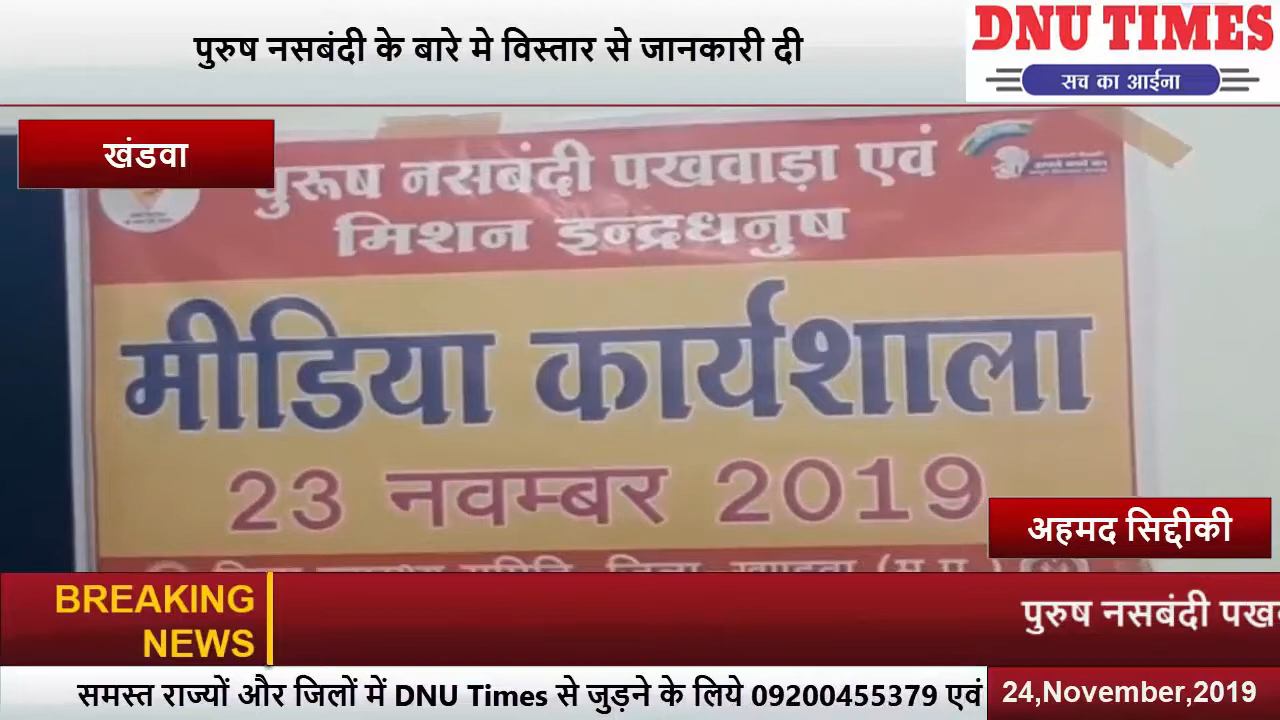 पुरुष नसबंदी के बारे मे विस्तार से जानकारी दी
DNU TIMES
सच का आईना
खंडवा
पुरूष नसबंदी पखवाड़ा एवं
मिशन इन्द्रधनुष
मीडिया कार्यशाला
23 नवम्बर 2019
अहमद सिद्दीकी
BREAKING
NEWS
पुरुष नसबंदी
समस्त राज्यों और जिलों में DNU Times से जुड़ने के लिये 09200455379 एवं
24,November,2019